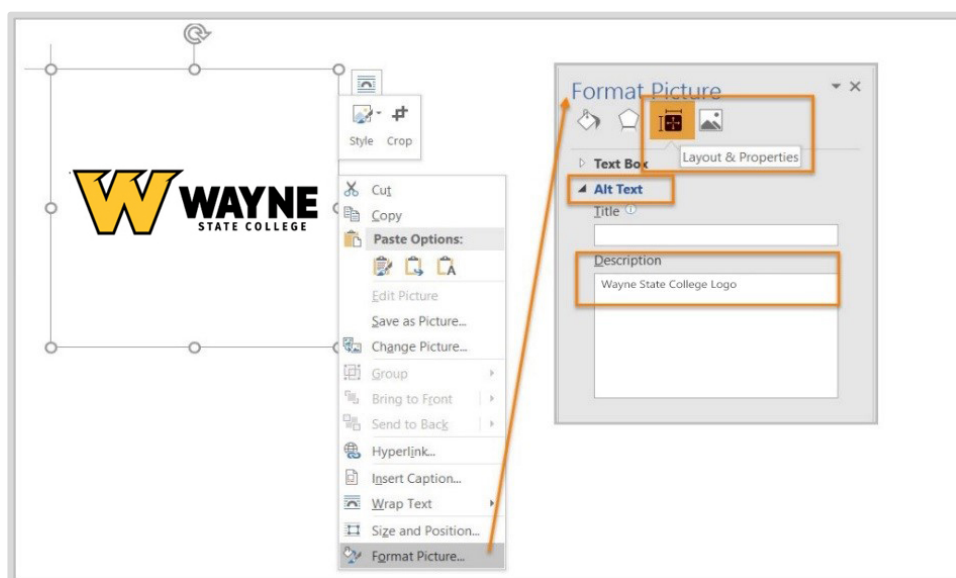 Style Crop
WAYNE
STATE COLLEGE
Cut
Copy
Paste Options:
Edit Picture
Save as Picture...
Change Picture...
Group
Bring to Front
Send to Back
Hyperlink...
Insert Caption...
Wrap Text
Size and Position...
Format Picture...
Format Picture
Layout & Properties
Text Box
Alt Text
Title
Description
Wayne State College Logo